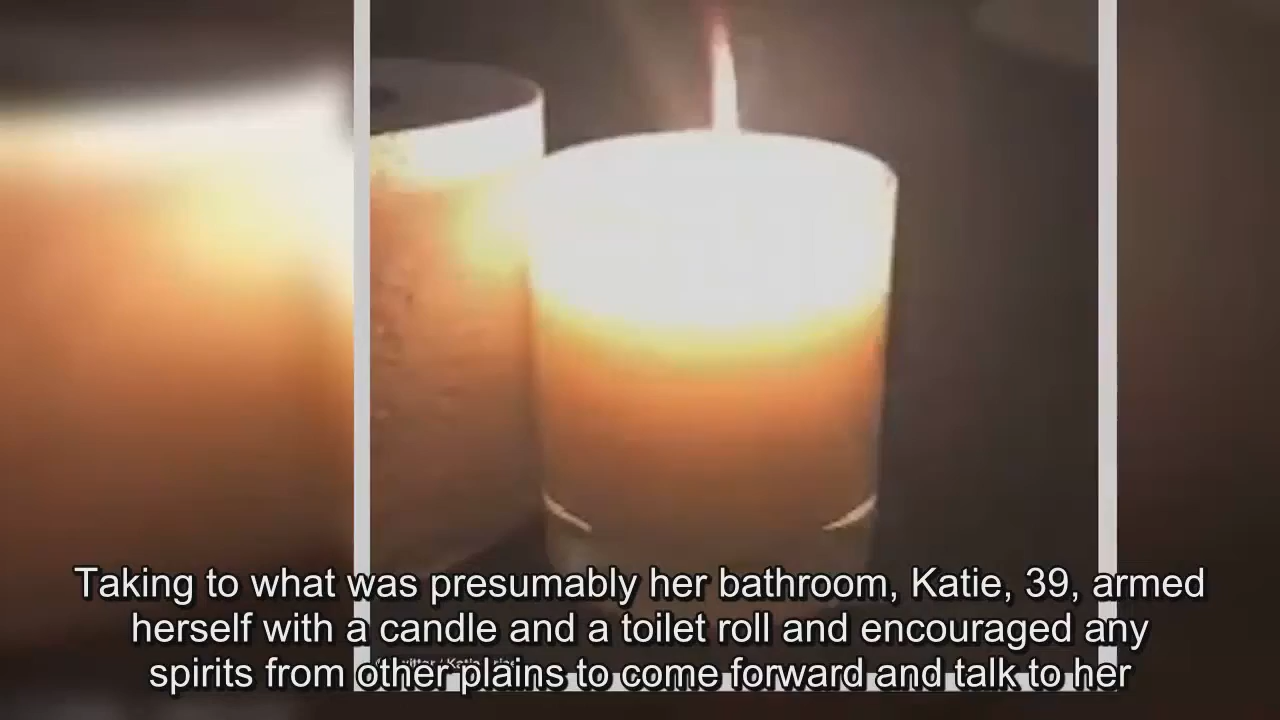 Taking to what was presumably her bathroom, Katie, 39, armed
herself with a candle and a toilet roll and encouraged any
spirits from other plains to come forward and talk to her